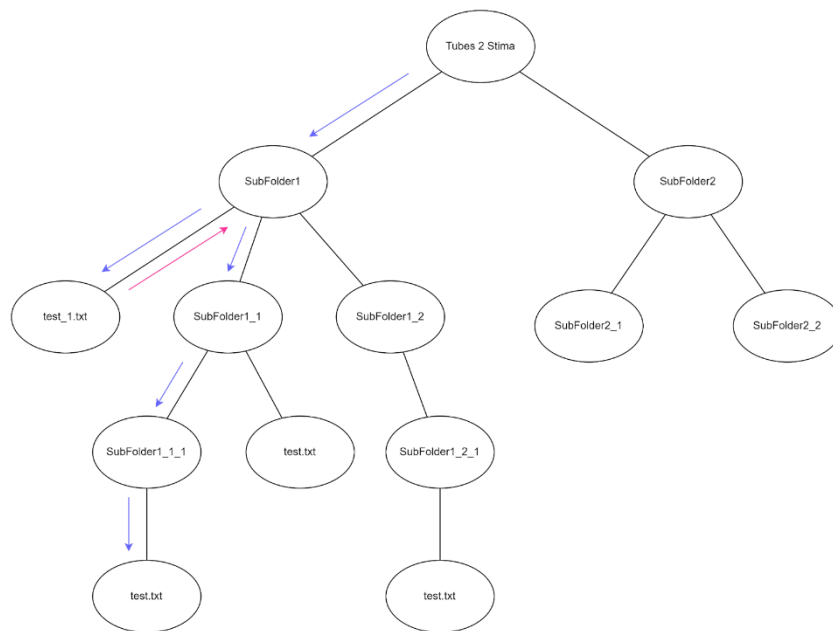 Tubes 2 Stima
SubFolder1
SubFolder2
test_1.txt
SubFolder1_1
SubFolder1_2
SubFolder2_1
SubFolder2_2
SubFolder1_1_1
test.txt
SubFolder1_2_1
test.txt
test.txt